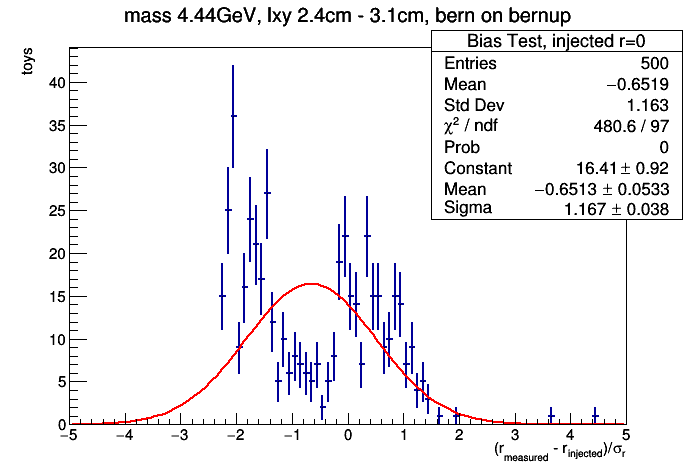 mass 4.44GeV, lxy 2.4cm - 3.1cm, bern on bernup
Bias Test, injected r=0
Entries 500
Mean −0.6519
Std Dev 1.163
χ² / ndf 480.6 / 97
Prob 0
Constant 16.41 ± 0.92
Mean −0.6513 ± 0.0533
Sigma 1.167 ± 0.038
toys
40
35
30
25
20
15
10
5
0
−5 −4 −3 −2 −1 0 1 2 3 4 5
(r_measured - r_injected)/σ_r